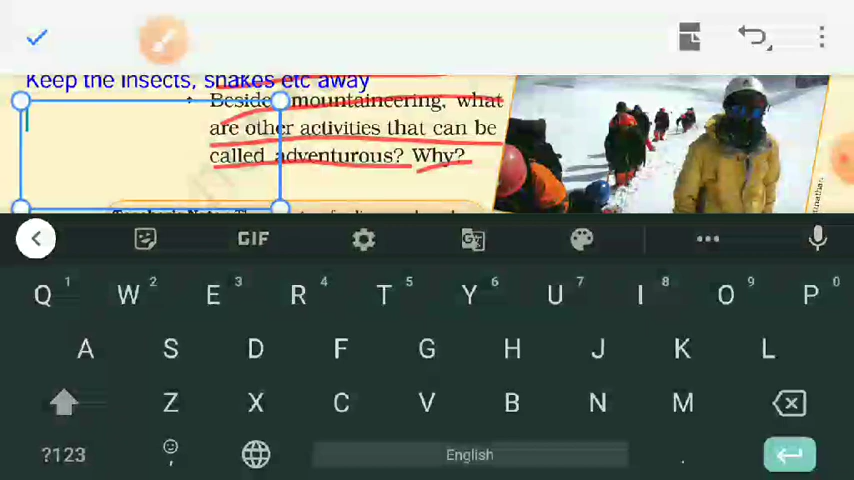 Keep the insects, snakes etc away
Beside mountaineering, what
are other activities that can be
called adventurous? Why?
GIF
Q 1 W 2 E 3 R 4 T 5 Y 6 U 7 I 8 O 9 P 0
A S D F G H J K L
Z X C V B N M
?123 , English .